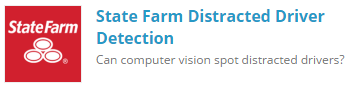 StateFarm
State Farm Distracted Driver
Detection
Can computer vision spot distracted drivers?